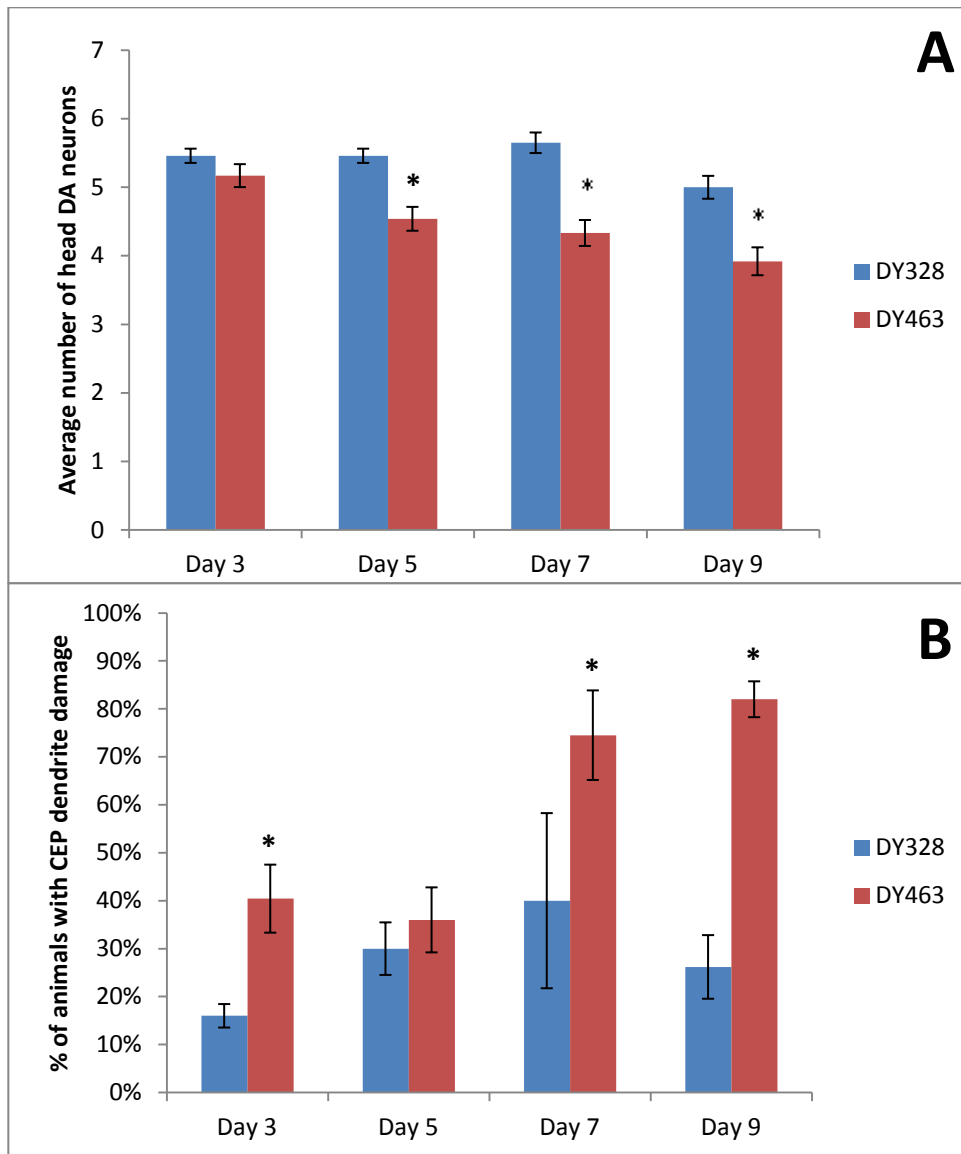 A
Average number of head DA neurons
7
6
5
4
3
2
1
0
*
*
*
Day 3
Day 5
Day 7
Day 9
DY328
DY463
B
% of animals with CEP dendrite damage
100%
90%
80%
70%
60%
50%
40%
30%
20%
10%
0%
*
*
*
Day 3
Day 5
Day 7
Day 9
DY328
DY463